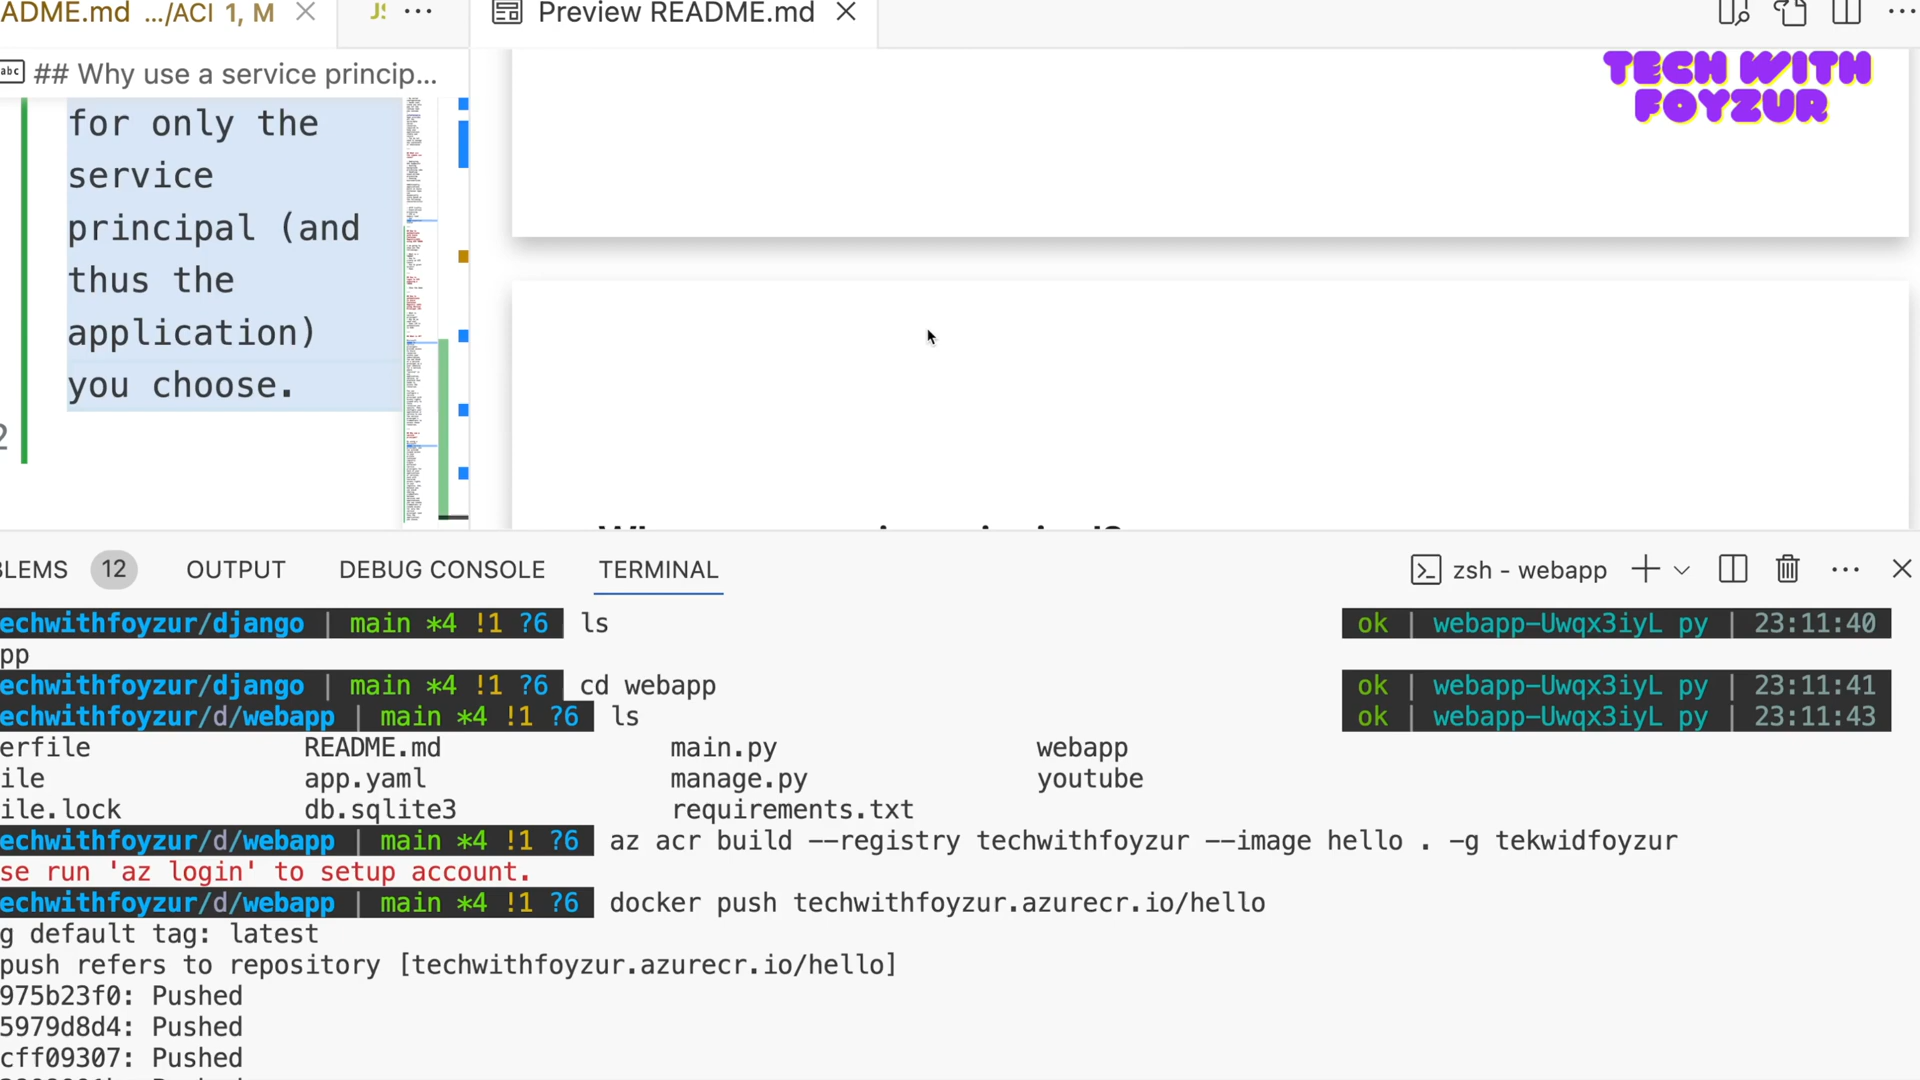 ADME.md .../ACI 1, M
Preview README.md
TECH WITH
FOYZUR
abc ## Why use a service princip...
for only the
service
principal (and
thus the
application)
you choose.
2
BLEMS 12 OUTPUT DEBUG CONSOLE TERMINAL zsh - webapp
echwithfoyzur/django | main *4 !1 ?6 ls ok | webapp-Uwqx3iyL py | 23:11:40
pp
echwithfoyzur/django | main *4 !1 ?6 cd webapp ok | webapp-Uwqx3iyL py | 23:11:41
echwithfoyzur/d/webapp | main *4 !1 ?6 ls ok | webapp-Uwqx3iyL py | 23:11:43
erfile README.md main.py webapp
ile app.yaml manage.py youtube
ile.lock db.sqlite3 requirements.txt
echwithfoyzur/d/webapp | main *4 !1 ?6 az acr build --registry techwithfoyzur --image hello . -g tekwidfoyzur
se run 'az login' to setup account.
echwithfoyzur/d/webapp | main *4 !1 ?6 docker push techwithfoyzur.azurecr.io/hello
g default tag: latest
push refers to repository [techwithfoyzur.azurecr.io/hello]
975b23f0: Pushed
5979d8d4: Pushed
cff09307: Pushed